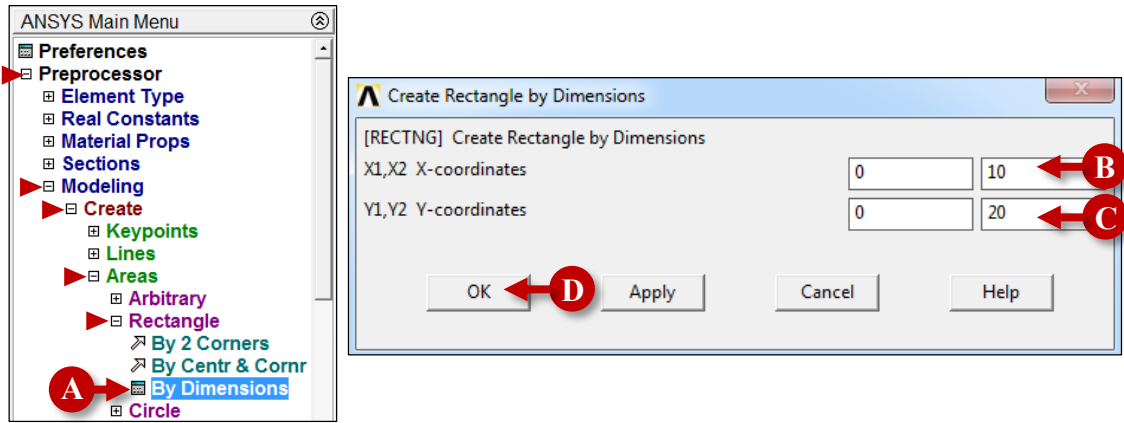 ANSYS Main Menu
Preferences
Preprocessor
Element Type
Real Constants
Material Props
Sections
Modeling
Create
Keypoints
Lines
Areas
Arbitrary
Rectangle
By 2 Corners
By Centr & Cornr
A By Dimensions
Circle
Create Rectangle by Dimensions
[RECTNG] Create Rectangle by Dimensions
X1,X2 X-coordinates 0 10 B
Y1,Y2 Y-coordinates 0 20 C
OK D Apply Cancel Help